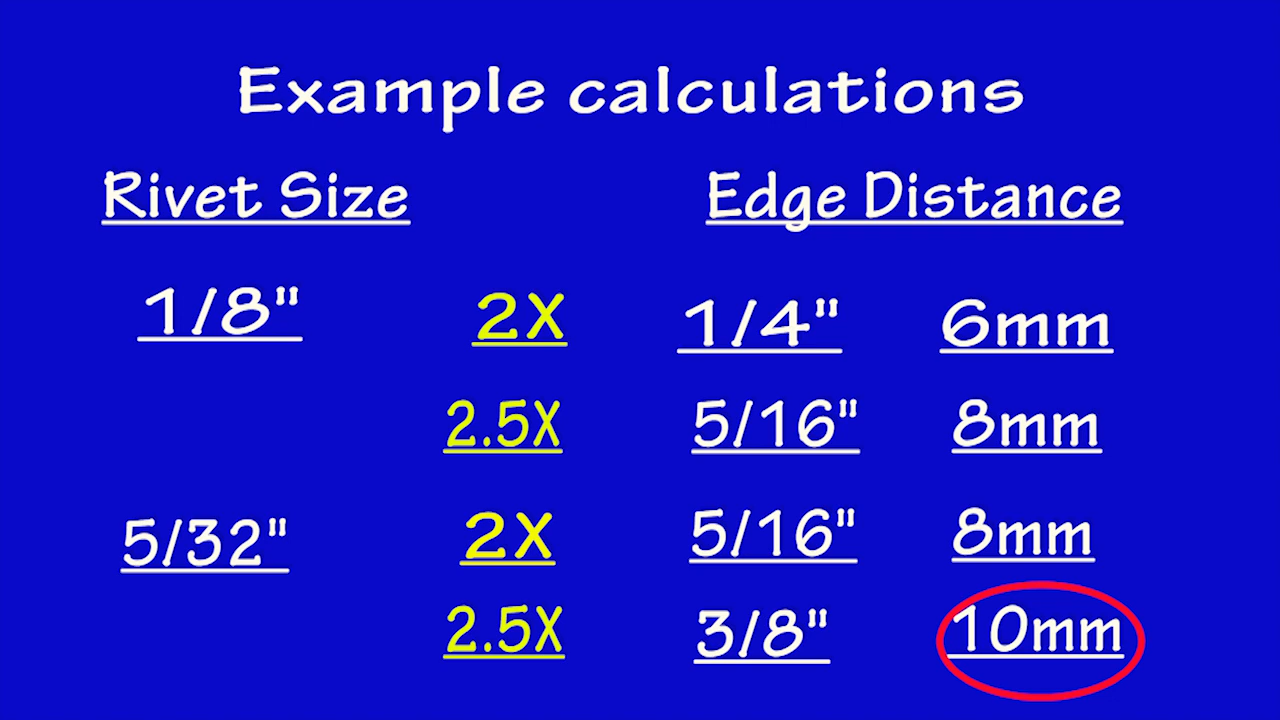 Example calculations
Rivet Size Edge Distance
1/8" 2X 1/4" 6mm
2.5X 5/16" 8mm
5/32" 2X 5/16" 8mm
2.5X 3/8" 10mm